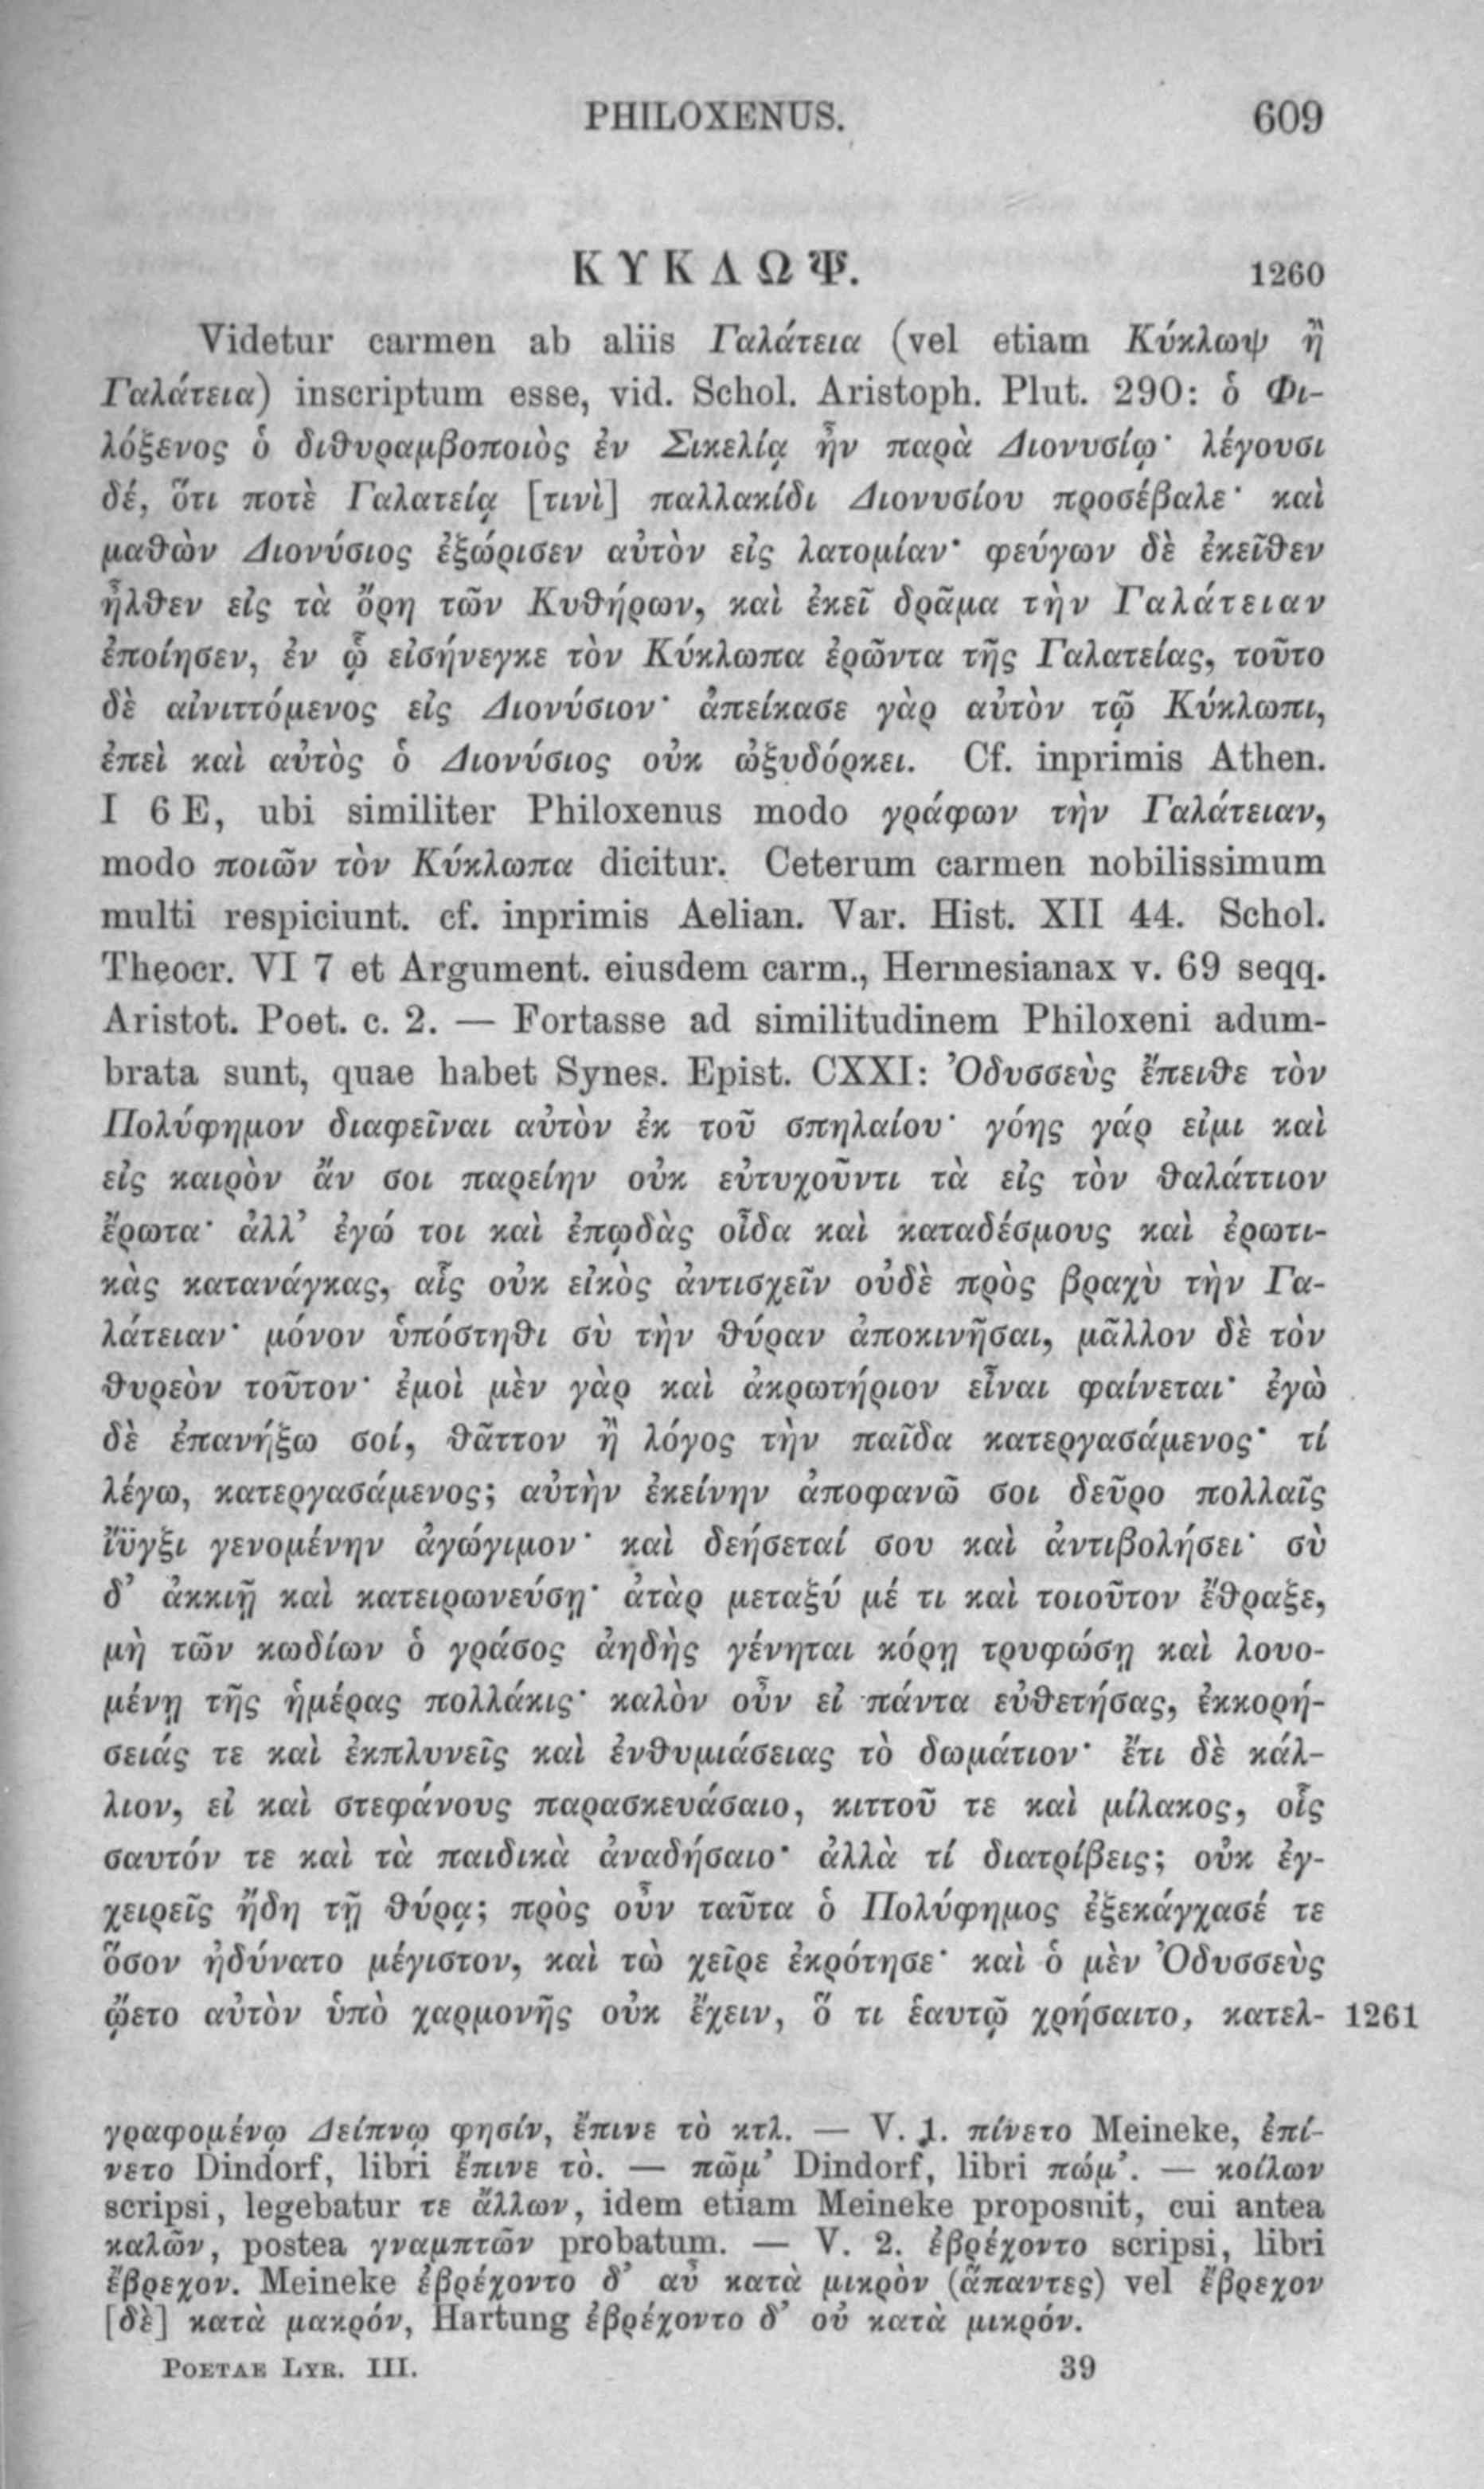 PHILOXENUS.
609
ΚΥΚΛΩΨ.
1260
Videtur carmen ab aliis Γαλάτεια (vel etiam Κύκλωψ ἢ
Γαλάτεια) inscriptum esse, vid. Schol. Aristoph. Plut. 290: ὁ Φι-
λόξενος ὁ διθυραμβοποιὸς ἐν Σικελίᾳ ἦν παρὰ Διονυσίῳ· λέγουσι
δέ, ὅτι ποτὲ Γαλατείᾳ [τινὶ] παλλακίδι Διονυσίου προσέβαλε· καὶ
μαθὼν Διονύσιος ἐξώρισεν αὐτὸν εἰς λατομίαν· φεύγων δὲ ἐκεῖθεν
ἦλθεν εἰς τὰ ὄρη τῶν Κυθήρων, καὶ ἐκεῖ δρᾶμα τὴν Γαλάτειαν
ἐποίησεν, ἐν ᾧ εἰσήνεγκε τὸν Κύκλωπα ἐρῶντα τῆς Γαλατείας, τοῦτο
δὲ αἰνιττόμενος εἰς Διονύσιον· ἀπείκασε γὰρ αὐτὸν τῷ Κύκλωπι,
ἐπεὶ καὶ αὐτὸς ὁ Διονύσιος οὐκ ὠξυδόρκει. Cf. inprimis Athen.
I 6 E, ubi similiter Philoxenus modo γράφων τὴν Γαλάτειαν,
modo ποιῶν τὸν Κύκλωπα dicitur. Ceterum carmen nobilissimum
multi respiciunt. cf. inprimis Aelian. Var. Hist. XII 44. Schol.
Theocr. VI 7 et Argument. eiusdem carm., Hermesianax v. 69 seqq.
Aristot. Poet. c. 2. — Fortasse ad similitudinem Philoxeni adum-
brata sunt, quae habet Synes. Epist. CXXI: Ὀδυσσεὺς ἔπειθε τὸν
Πολύφημον διαφεῖναι αὐτὸν ἐκ τοῦ σπηλαίου· γόης γάρ εἰμι καὶ
εἰς καιρὸν ἄν σοι παρείην οὐκ εὐτυχοῦντι τὰ εἰς τὸν θαλάττιον
ἔρωτα· ἀλλ’ ἐγώ τοι καὶ ἐπῳδὰς οἶδα καὶ καταδέσμους καὶ ἐρωτι-
κὰς κατανάγκας, αἷς οὐκ εἰκὸς ἀντισχεῖν οὐδὲ πρὸς βραχὺ τὴν Γα-
λάτειαν· μόνον ὑπόστηθι σὺ τὴν θύραν ἀποκινῆσαι, μᾶλλον δὲ τὸν
θυρεὸν τοῦτον· ἐμοὶ μὲν γὰρ καὶ ἀκρωτήριον εἶναι φαίνεται· ἐγὼ
δὲ ἐπανήξω σοί, θᾶττον ἢ λόγος τὴν παῖδα κατεργασάμενος· τί
λέγω, κατεργασάμενος; αὐτὴν ἐκείνην ἀποφανῶ σοι δεῦρο πολλαῖς
ἴϋγξι γενομένην ἀγώγιμον· καὶ δεήσεταί σου καὶ ἀντιβολήσει· σὺ
δ’ ἀκκιῇ καὶ κατειρωνεύσῃ· ἀτὰρ μεταξύ μέ τι καὶ τοιοῦτον ἔθραξε,
μὴ τῶν κωδίων ὁ γράσος ἀηδὴς γένηται κόρῃ τρυφώσῃ καὶ λουο-
μένῃ τῆς ἡμέρας πολλάκις· καλὸν οὖν εἰ πάντα εὐθετήσας, ἐκκορή-
σειάς τε καὶ ἐκπλυνεῖς καὶ ἐνθυμιάσειας τὸ δωμάτιον· ἔτι δὲ κάλ-
λιον, εἰ καὶ στεφάνους παρασκευάσαιο, κιττοῦ τε καὶ μίλακος, οἷς
σαυτόν τε καὶ τὰ παιδικὰ ἀναδήσαιο· ἀλλὰ τί διατρίβεις; οὐκ ἐγ-
χειρεῖς ἤδη τῇ θύρᾳ; πρὸς οὖν ταῦτα ὁ Πολύφημος ἐξεκάγχασέ τε
ὅσον ἠδύνατο μέγιστον, καὶ τὼ χεῖρε ἐκρότησε· καὶ ὁ μὲν Ὀδυσσεὺς
ᾤετο αὐτὸν ὑπὸ χαρμονῆς οὐκ ἔχειν, ὅ τι ἑαυτῷ χρήσαιτο, κατελ- 1261
γραφομένῳ Δείπνῳ φησίν, ἔπινε τὸ κτλ. — V. 1. πίνετο Meineke, ἐπί-
νετο Dindorf, libri ἔπινε τὸ. — πῶμ’ Dindorf, libri πώμ’. — κοίλων
scripsi, legebatur τε ἄλλων, idem etiam Meineke proposuit, cui antea
καλῶν, postea γναμπτῶν probatum. — V. 2. ἐβρέχοντο scripsi, libri
ἔβρεχον. Meineke ἐβρέχοντο δ’ αὖ κατὰ μικρὸν (ἅπαντες) vel ἔβρεχον
[δὲ] κατὰ μακρόν, Hartung ἐβρέχοντο δ’ οὐ κατὰ μικρόν.
POETAE LYR. III.
39